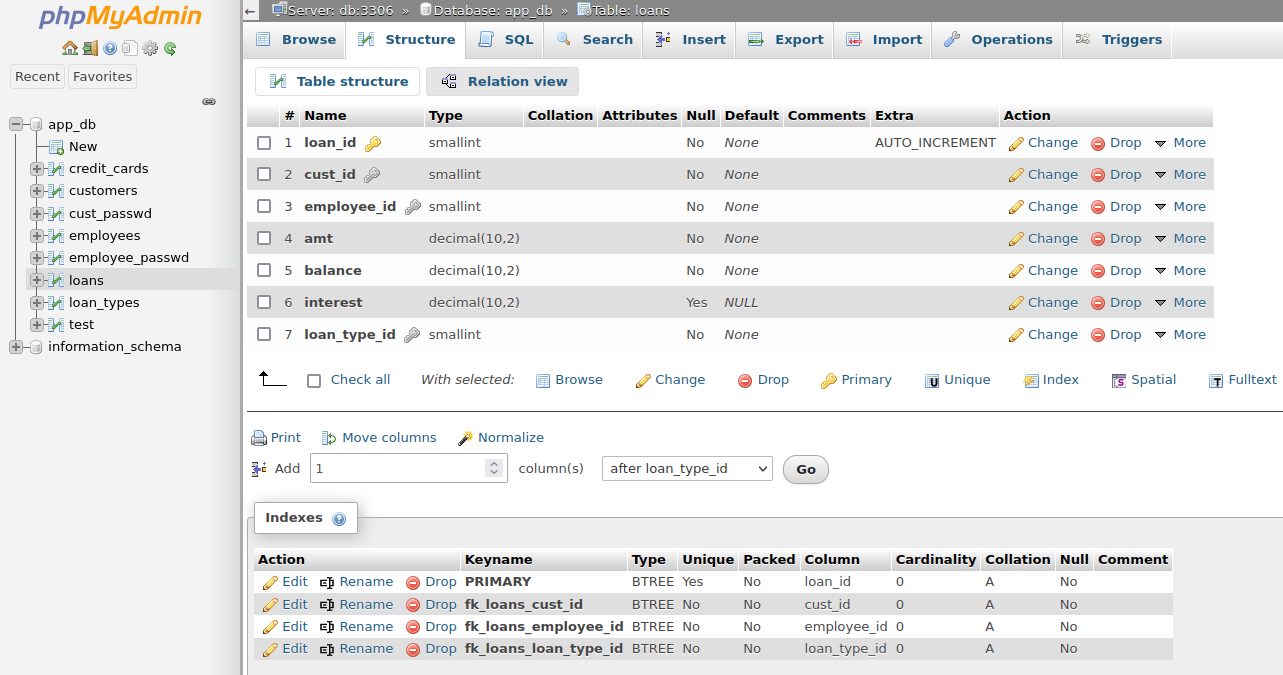 phpMyAdmin
Recent Favorites
app_db
New
credit_cards
customers
cust_passwd
employees
employee_passwd
loans
loan_types
test
information_schema
Server: db:3306 » Database: app_db » Table: loans
Browse Structure SQL Search Insert Export Import Operations Triggers
Table structure Relation view
# Name Type Collation Attributes Null Default Comments Extra Action
1 loan_id smallint No None AUTO_INCREMENT Change Drop More
2 cust_id smallint No None Change Drop More
3 employee_id smallint No None Change Drop More
4 amt decimal(10,2) No None Change Drop More
5 balance decimal(10,2) No None Change Drop More
6 interest decimal(10,2) Yes NULL Change Drop More
7 loan_type_id smallint No None Change Drop More
Check all With selected: Browse Change Drop Primary Unique Index Spatial Fulltext
Print Move columns Normalize
Add 1 column(s) after loan_type_id Go
Indexes
Action Keyname Type Unique Packed Column Cardinality Collation Null Comment
Edit Rename Drop PRIMARY BTREE Yes No loan_id 0 A No
Edit Rename Drop fk_loans_cust_id BTREE No No cust_id 0 A No
Edit Rename Drop fk_loans_employee_id BTREE No No employee_id 0 A No
Edit Rename Drop fk_loans_loan_type_id BTREE No No loan_type_id 0 A No